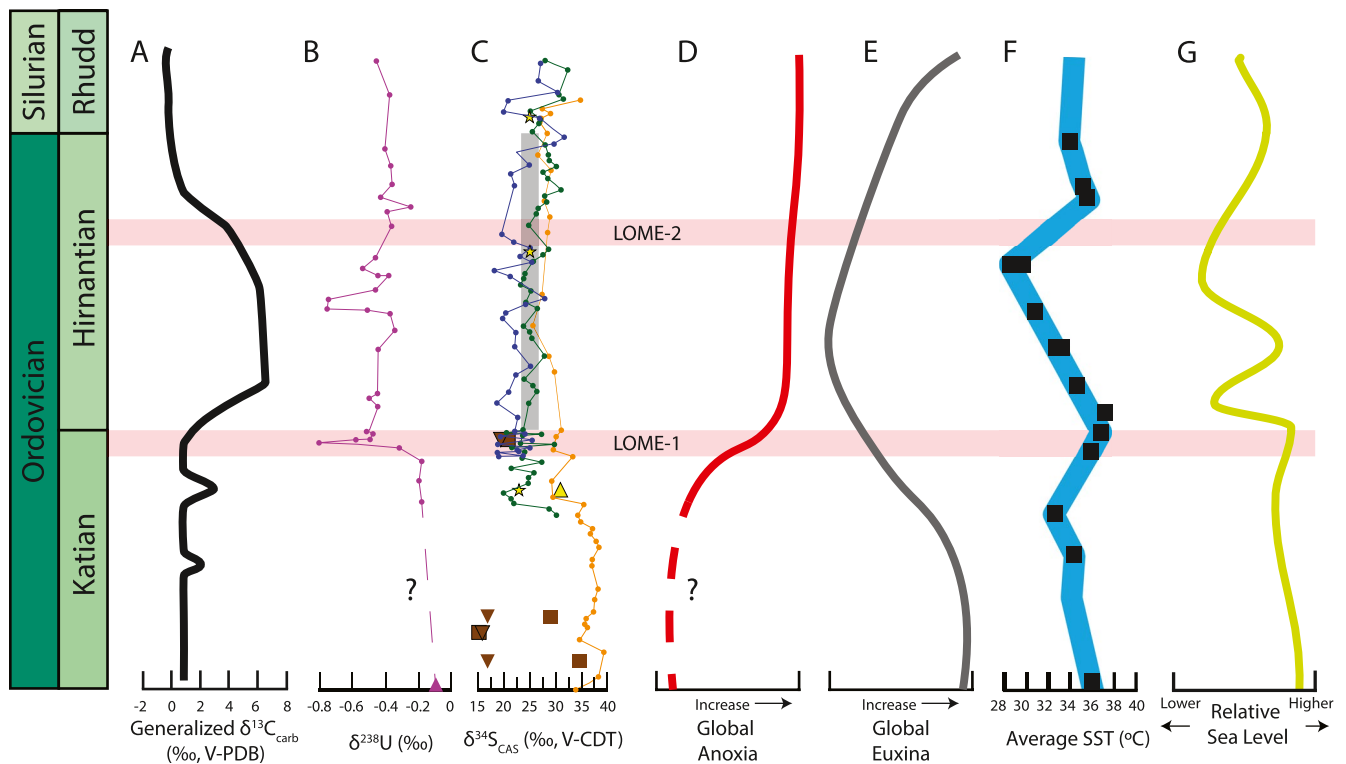 Silurian
Rhudd
Ordovician
Hirnantian
Katian
A
B
C
D
E
F
G
LOME-2
LOME-1
?
?
-2 0 2 4 6 8
Generalized δ¹³Ccarb
(‰, V-PDB)
-0.8 -0.6 -0.4 -0.2 0
δ²³⁸U (‰)
15 20 25 30 35 40
δ³⁴SCAS (‰, V-CDT)
Increase
Global
Anoxia
Increase
Global
Euxina
28 30 32 34 36 38 40
Average SST (ºC)
Lower Higher
Relative
Sea Level